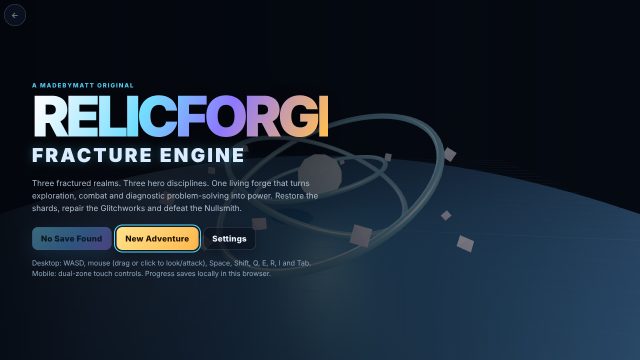 A MADEBYMATT ORIGINAL
RELICFORGI
FRACTURE ENGINE
Three fractured realms. Three hero disciplines. One living forge that turns
exploration, combat and diagnostic problem-solving into power. Restore the
shards, repair the Glitchworks and defeat the Nullsmith.
No Save Found New Adventure Settings
Desktop: WASD, mouse (drag or click to look/attack), Space, Shift, Q, E, R, I and Tab.
Mobile: dual-zone touch controls. Progress saves locally in this browser.